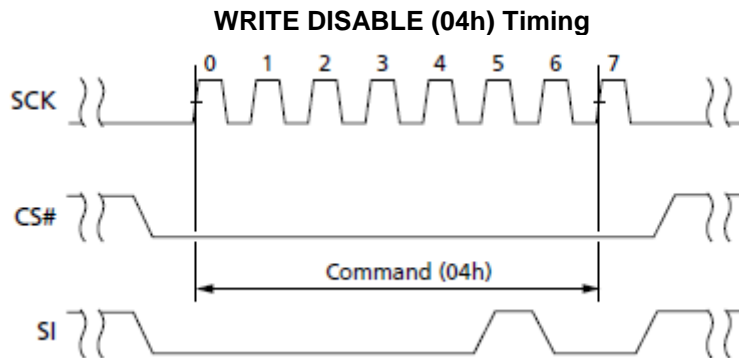 WRITE DISABLE (04h) Timing
0 1 2 3 4 5 6 7
SCK
CS#
Command (04h)
SI